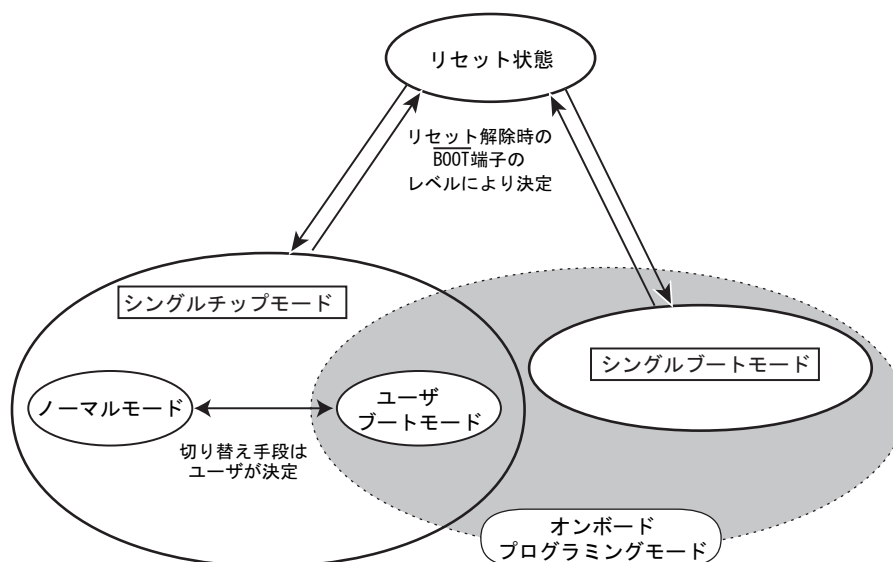 リセット状態
リセット解除時の
BOOT端子の
レベルにより決定
シングルチップモード
シングルブートモード
ノーマルモード
ユーザ
ブートモード
切り替え手段は
ユーザが決定
オンボード
プログラミングモード